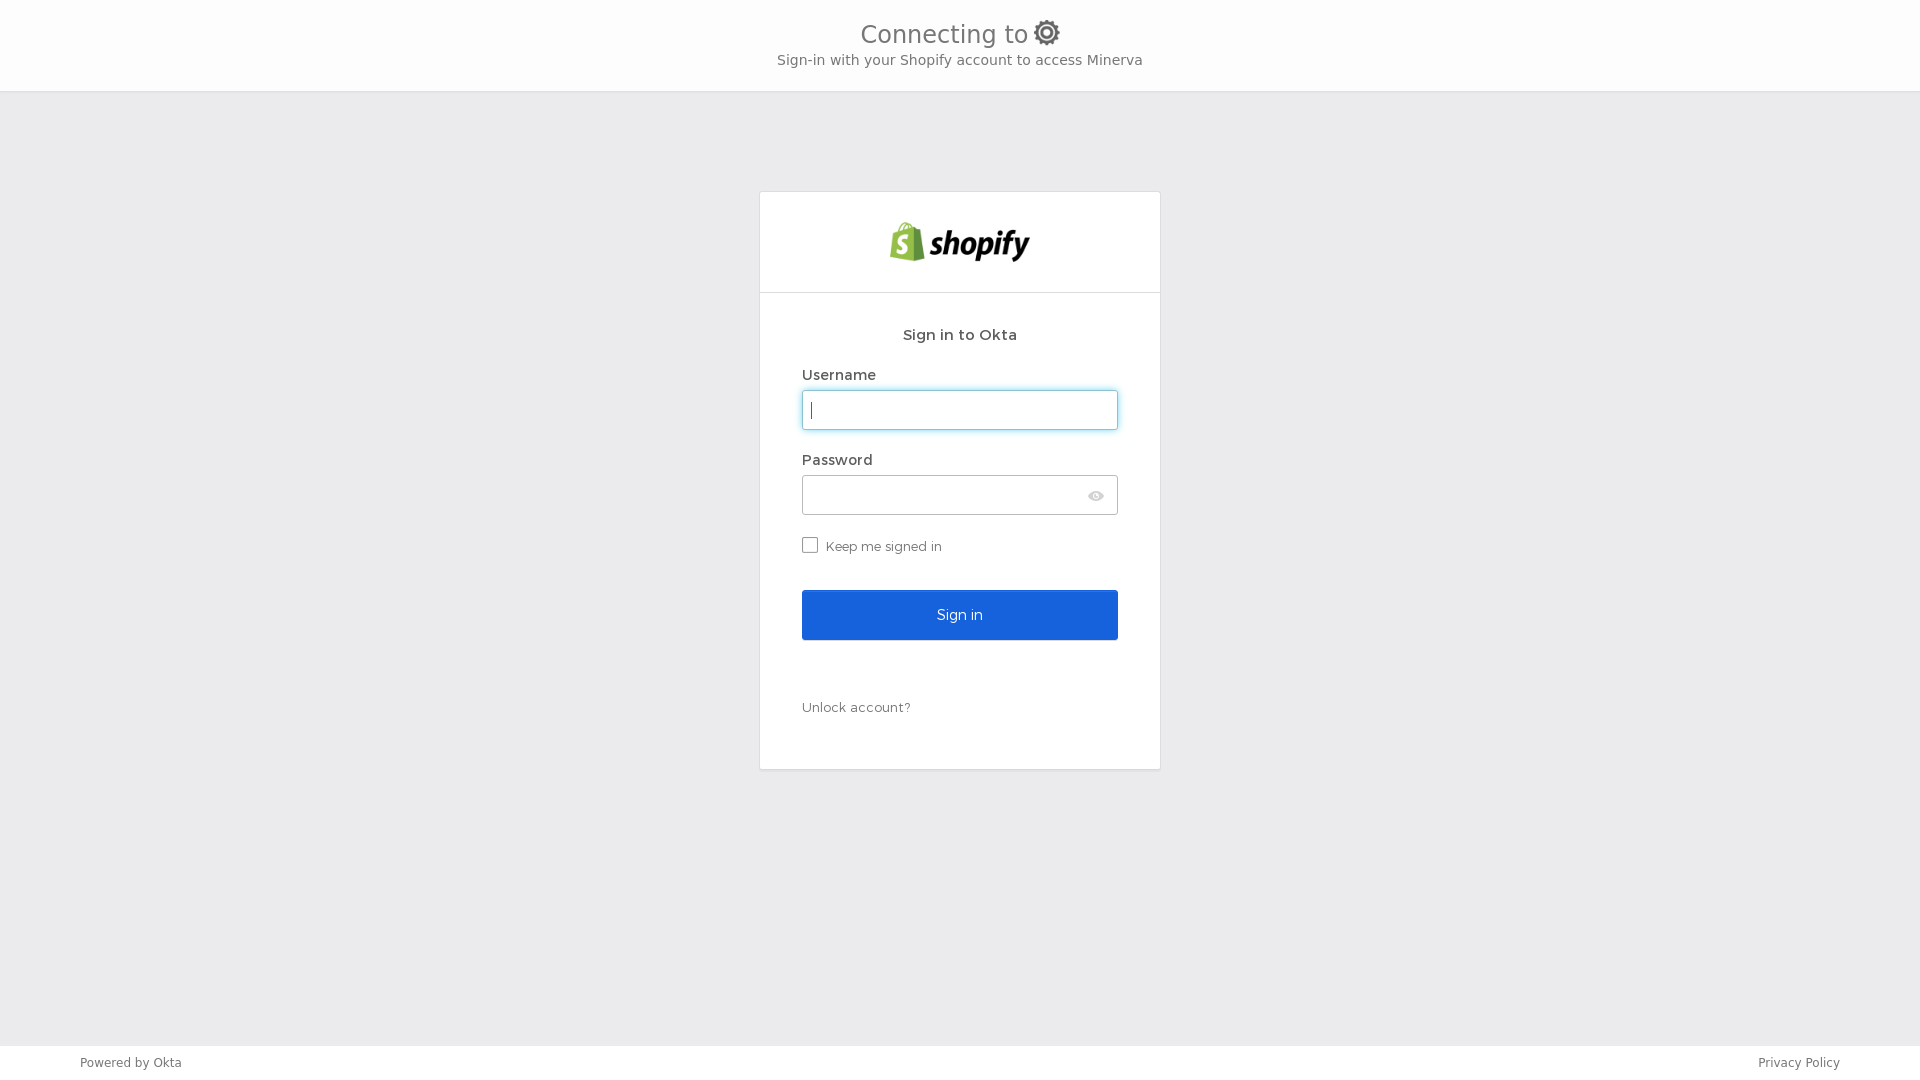 Connecting to
Sign-in with your Shopify account to access Minerva
shopify
Sign in to Okta
Username
Password
Keep me signed in
Sign in
Unlock account?
Powered by Okta
Privacy Policy